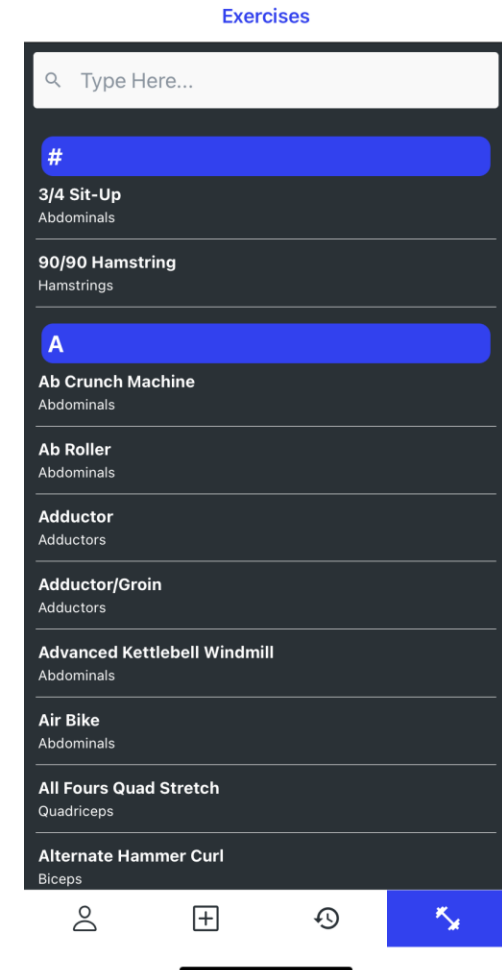 Exercises
Type Here...
#
3/4 Sit-Up
Abdominals
90/90 Hamstring
Hamstrings
A
Ab Crunch Machine
Abdominals
Ab Roller
Abdominals
Adductor
Adductors
Adductor/Groin
Adductors
Advanced Kettlebell Windmill
Abdominals
Air Bike
Abdominals
All Fours Quad Stretch
Quadriceps
Alternate Hammer Curl
Biceps